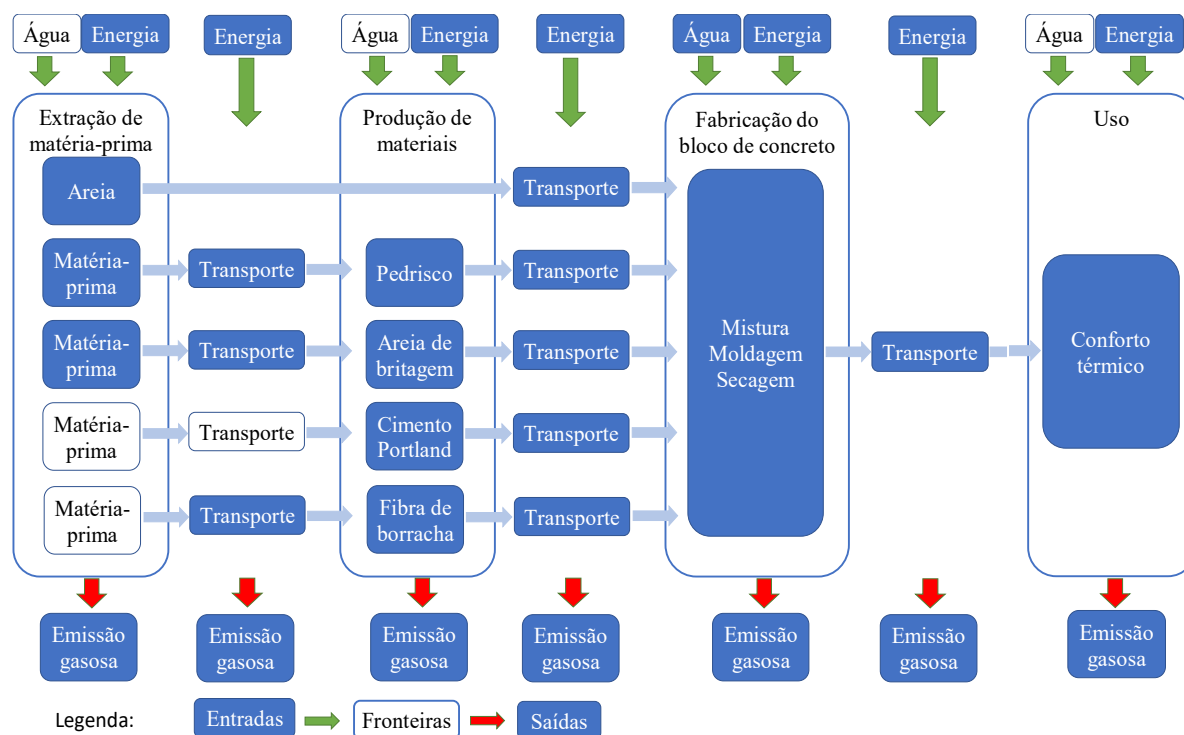 Água Energia Energia Água Energia Energia Água Energia Energia Água Energia
Extração de
matéria-prima
Produção de
materiais
Fabricação do
bloco de concreto
Uso
Areia
Transporte
Matéria-
prima
Transporte
Pedrisco
Transporte
Matéria-
prima
Transporte
Areia de
britagem
Transporte
Mistura
Moldagem
Secagem
Transporte
Conforto
térmico
Matéria-
prima
Transporte
Cimento
Portland
Transporte
Matéria-
prima
Transporte
Fibra de
borracha
Transporte
Emissão
gasosa
Emissão
gasosa
Emissão
gasosa
Emissão
gasosa
Emissão
gasosa
Emissão
gasosa
Emissão
gasosa
Legenda: Entradas Fronteiras Saídas